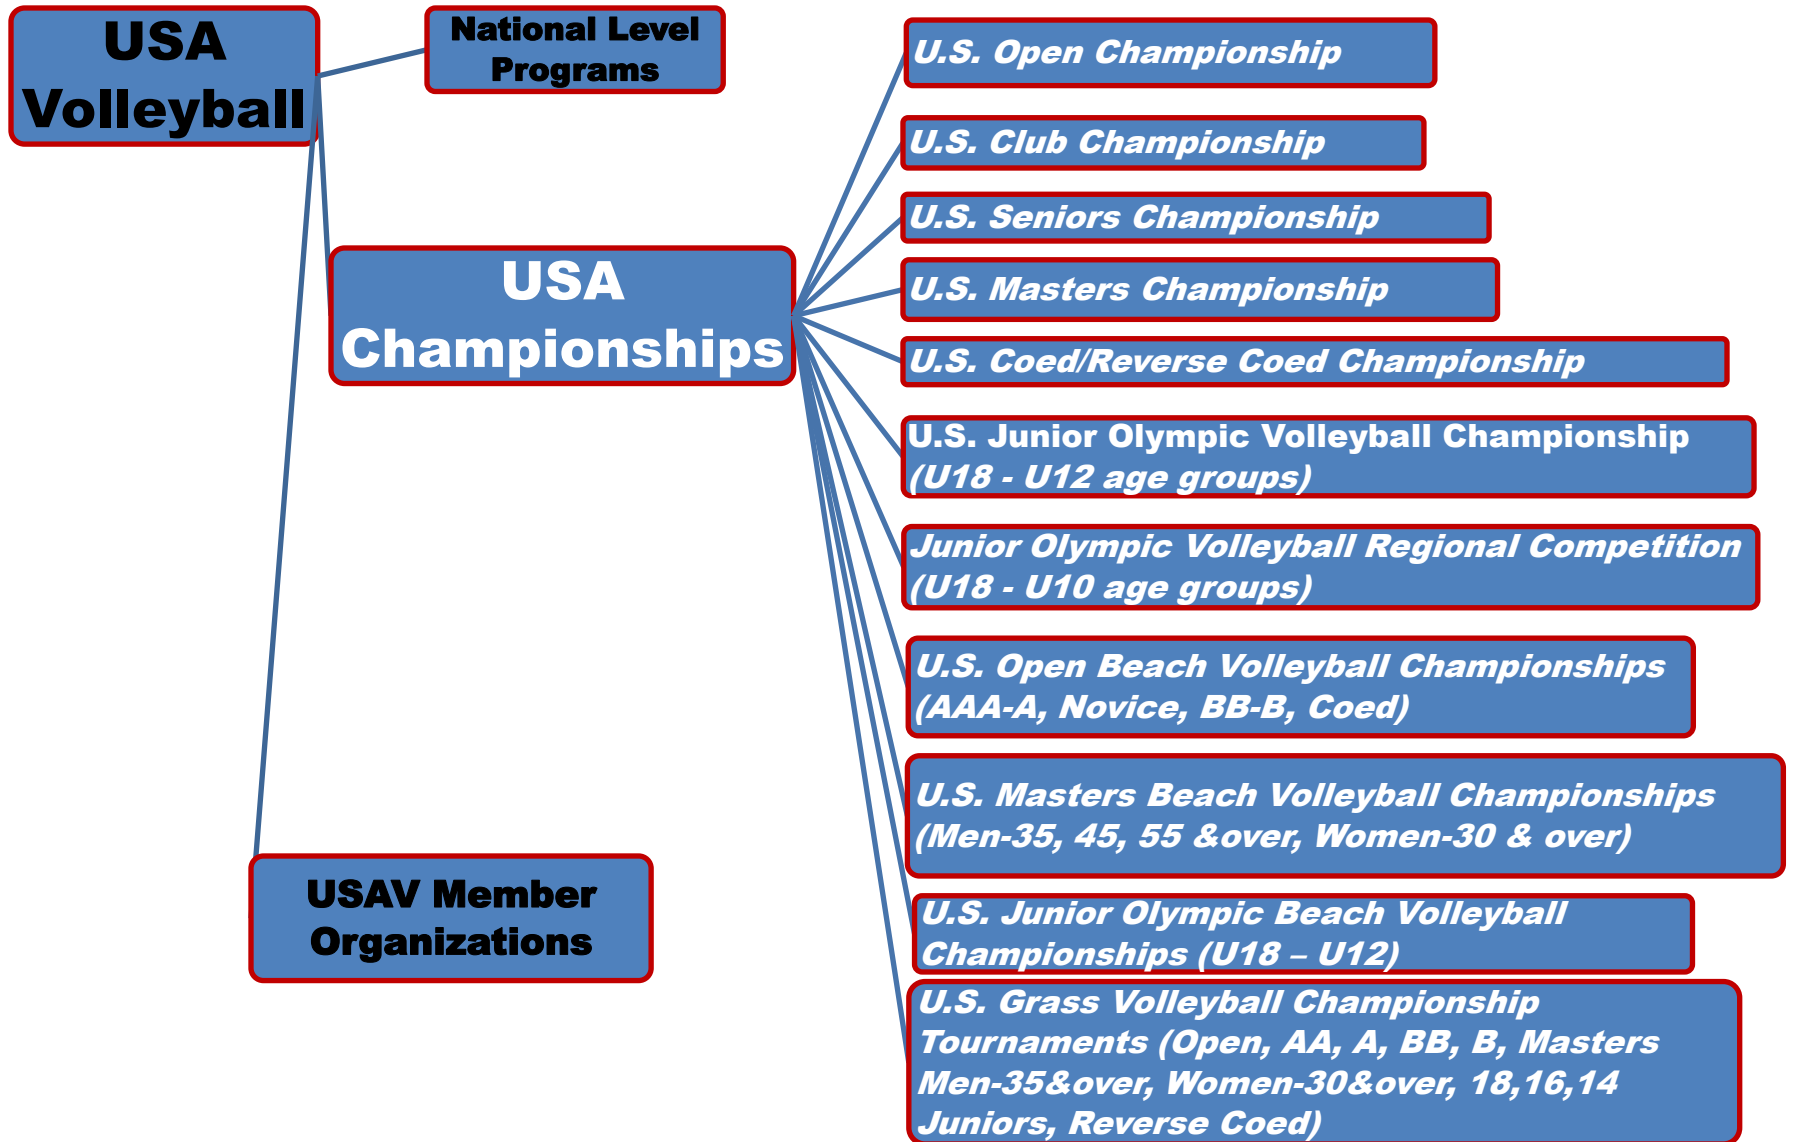 USA
Volleyball
National Level
Programs
USA
Championships
USAV Member
Organizations
U.S. Open Championship
U.S. Club Championship
U.S. Seniors Championship
U.S. Masters Championship
U.S. Coed/Reverse Coed Championship
U.S. Junior Olympic Volleyball Championship
(U18 - U12 age groups)
Junior Olympic Volleyball Regional Competition
(U18 - U10 age groups)
U.S. Open Beach Volleyball Championships
(AAA-A, Novice, BB-B, Coed)
U.S. Masters Beach Volleyball Championships
(Men-35, 45, 55 &over, Women-30 & over)
U.S. Junior Olympic Beach Volleyball
Championships (U18 – U12)
U.S. Grass Volleyball Championship
Tournaments (Open, AA, A, BB, B, Masters
Men-35&over, Women-30&over, 18,16,14
Juniors, Reverse Coed)